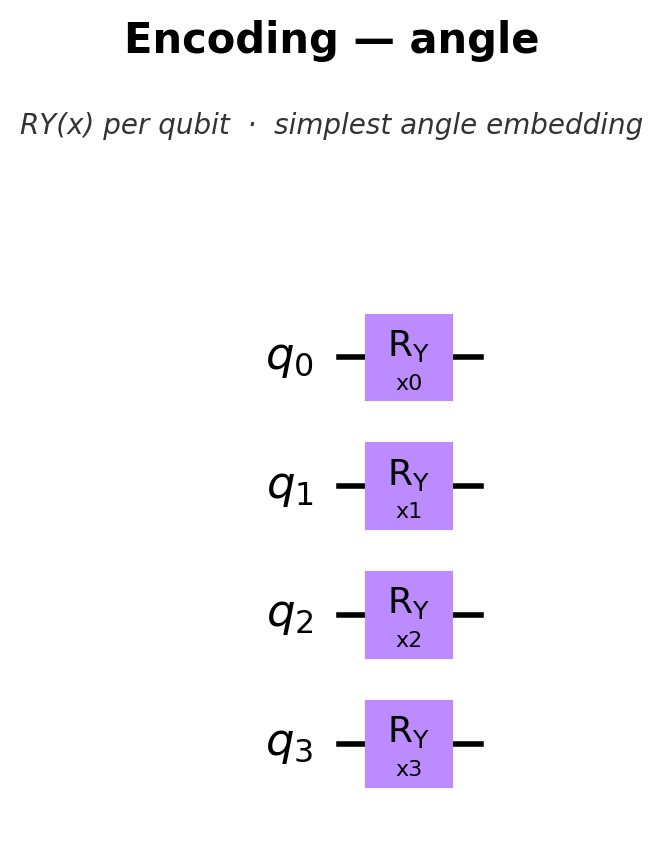 Encoding — angle
RY(x) per qubit · simplest angle embedding
q0 RY x0
q1 RY x1
q2 RY x2
q3 RY x3